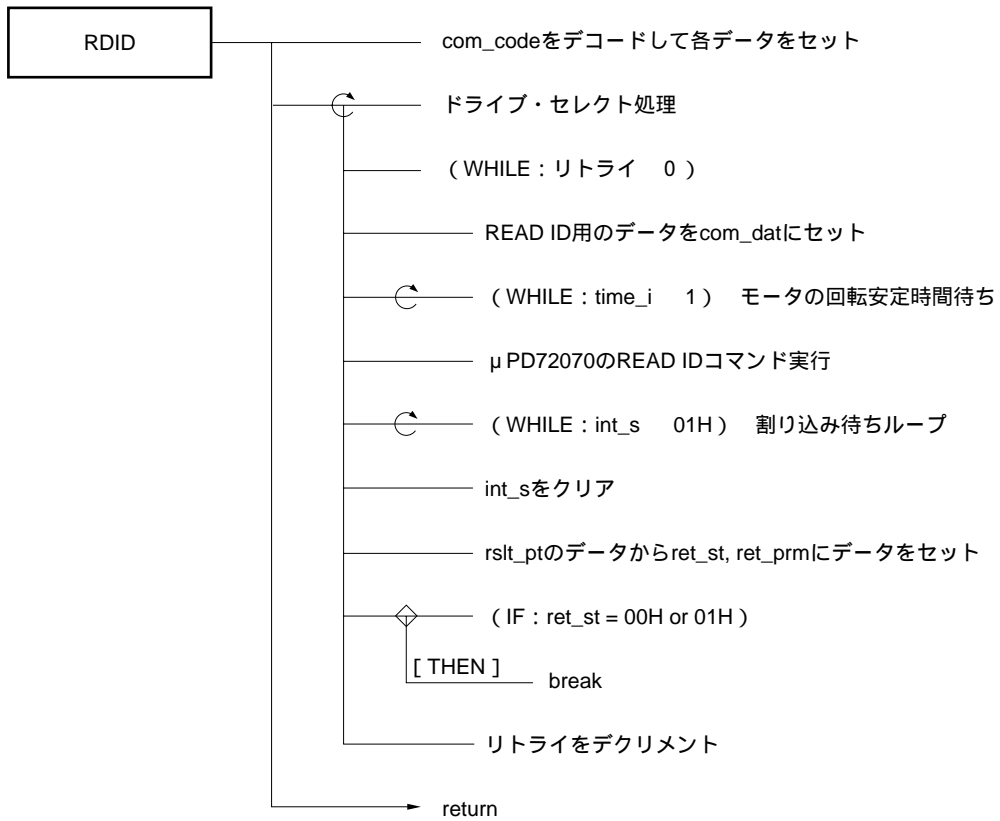 RDID
com_codeをデコードして各データをセット
ドライブ・セレクト処理
（WHILE：リトライ　0）
READ ID用のデータをcom_datにセット
（WHILE：time_i　1）　モータの回転安定時間待ち
μPD72070のREAD IDコマンド実行
（WHILE：int_s　01H）　割り込み待ちループ
int_sをクリア
rslt_ptのデータからret_st, ret_prmにデータをセット
（IF：ret_st = 00H or 01H）
[ THEN ]
break
リトライをデクリメント
return